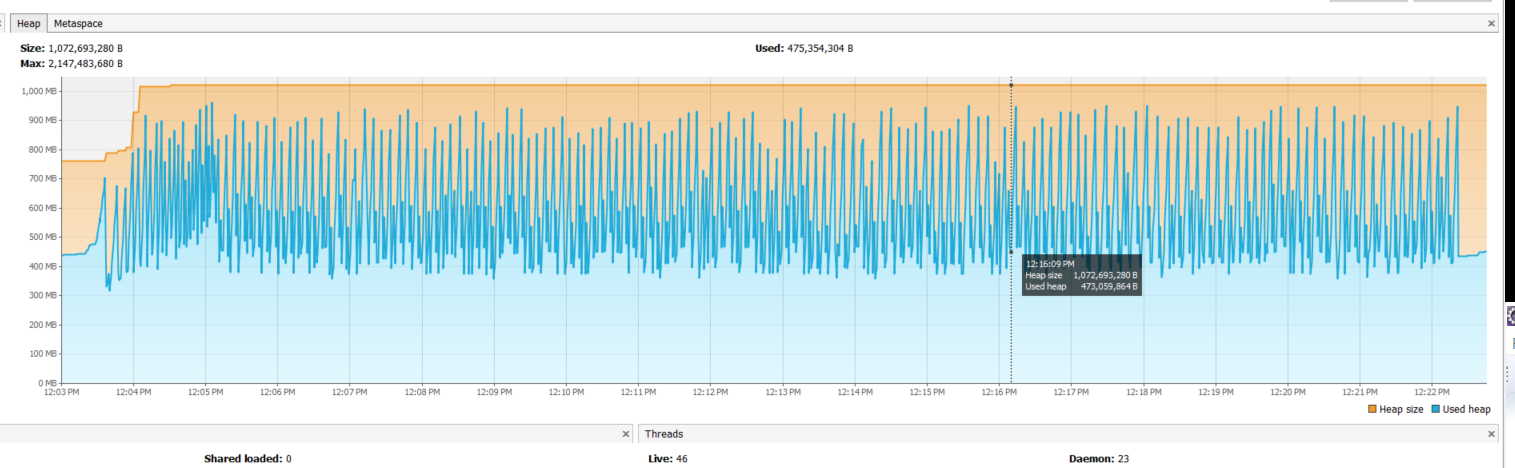 Heap Metaspace
Size: 1,072,693,280 B Used: 475,354,304 B
Max: 2,147,483,680 B
1,000 MB
900 MB
800 MB
700 MB
600 MB
500 MB
400 MB
300 MB
200 MB
100 MB
0 MB
12:16:09 PM
Heap size 1,072,693,280 B
Used heap 473,059,864 B
12:03 PM 12:04 PM 12:05 PM 12:06 PM 12:07 PM 12:08 PM 12:09 PM 12:10 PM 12:11 PM 12:12 PM 12:13 PM 12:14 PM 12:15 PM 12:16 PM 12:17 PM 12:18 PM 12:19 PM 12:20 PM 12:21 PM 12:22 PM
Heap size Used heap
Threads
Shared loaded: 0 Live: 46 Daemon: 23